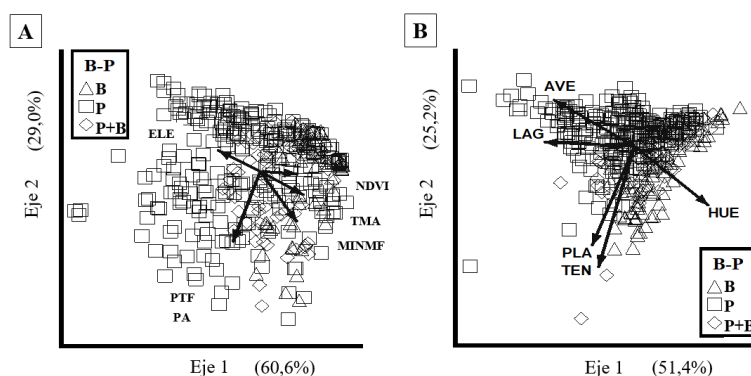 A
B-P
B
P
P+B
Eje 2 (29,0%)
ELE
NDVI
TMA
MINMF
PTF
PA
Eje 1 (60,6%)
B
Eje 2 (25,2%)
AVE
LAG
HUE
PLA
TEN
B-P
B
P
P+B
Eje 1 (51,4%)